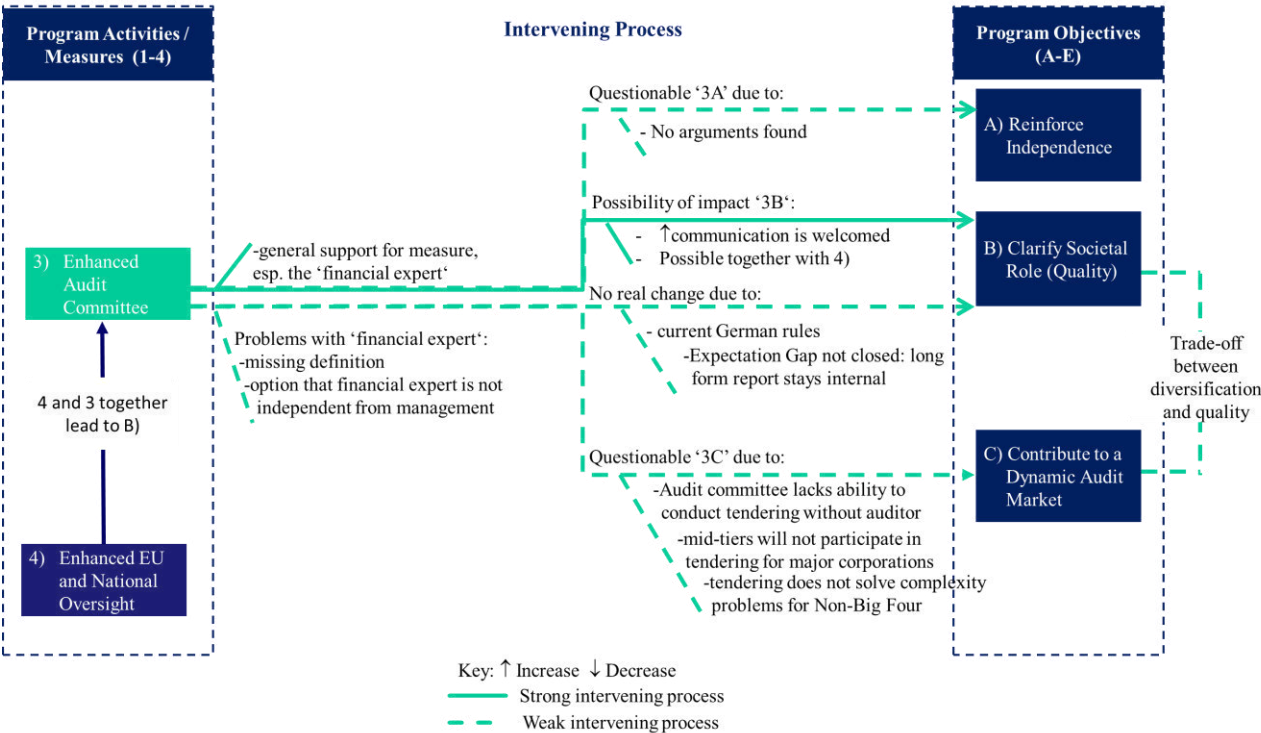 Program Activities /
Measures (1-4)
Intervening Process
Program Objectives
(A-E)
Questionable ‘3A’ due to:
- No arguments found
A) Reinforce
Independence
Possibility of impact ‘3B‘:
- ↑communication is welcomed
- Possible together with 4)
B) Clarify Societal
Role (Quality)
3) Enhanced
Audit
Committee
-general support for measure,
esp. the ‘financial expert‘
No real change due to:
- current German rules
- Expectation Gap not closed: long
form report stays internal
Problems with ‘financial expert‘:
-missing definition
-option that financial expert is not
independent from management
Trade-off
between
diversification
and quality
4 and 3 together
lead to B)
Questionable ‘3C’ due to:
-Audit committee lacks ability to
conduct tendering without auditor
-mid-tiers will not participate in
tendering for major corporations
-tendering does not solve complexity
problems for Non-Big Four
C) Contribute to a
Dynamic Audit
Market
4) Enhanced EU
and National
Oversight
Key: ↑ Increase ↓ Decrease
Strong intervening process
Weak intervening process